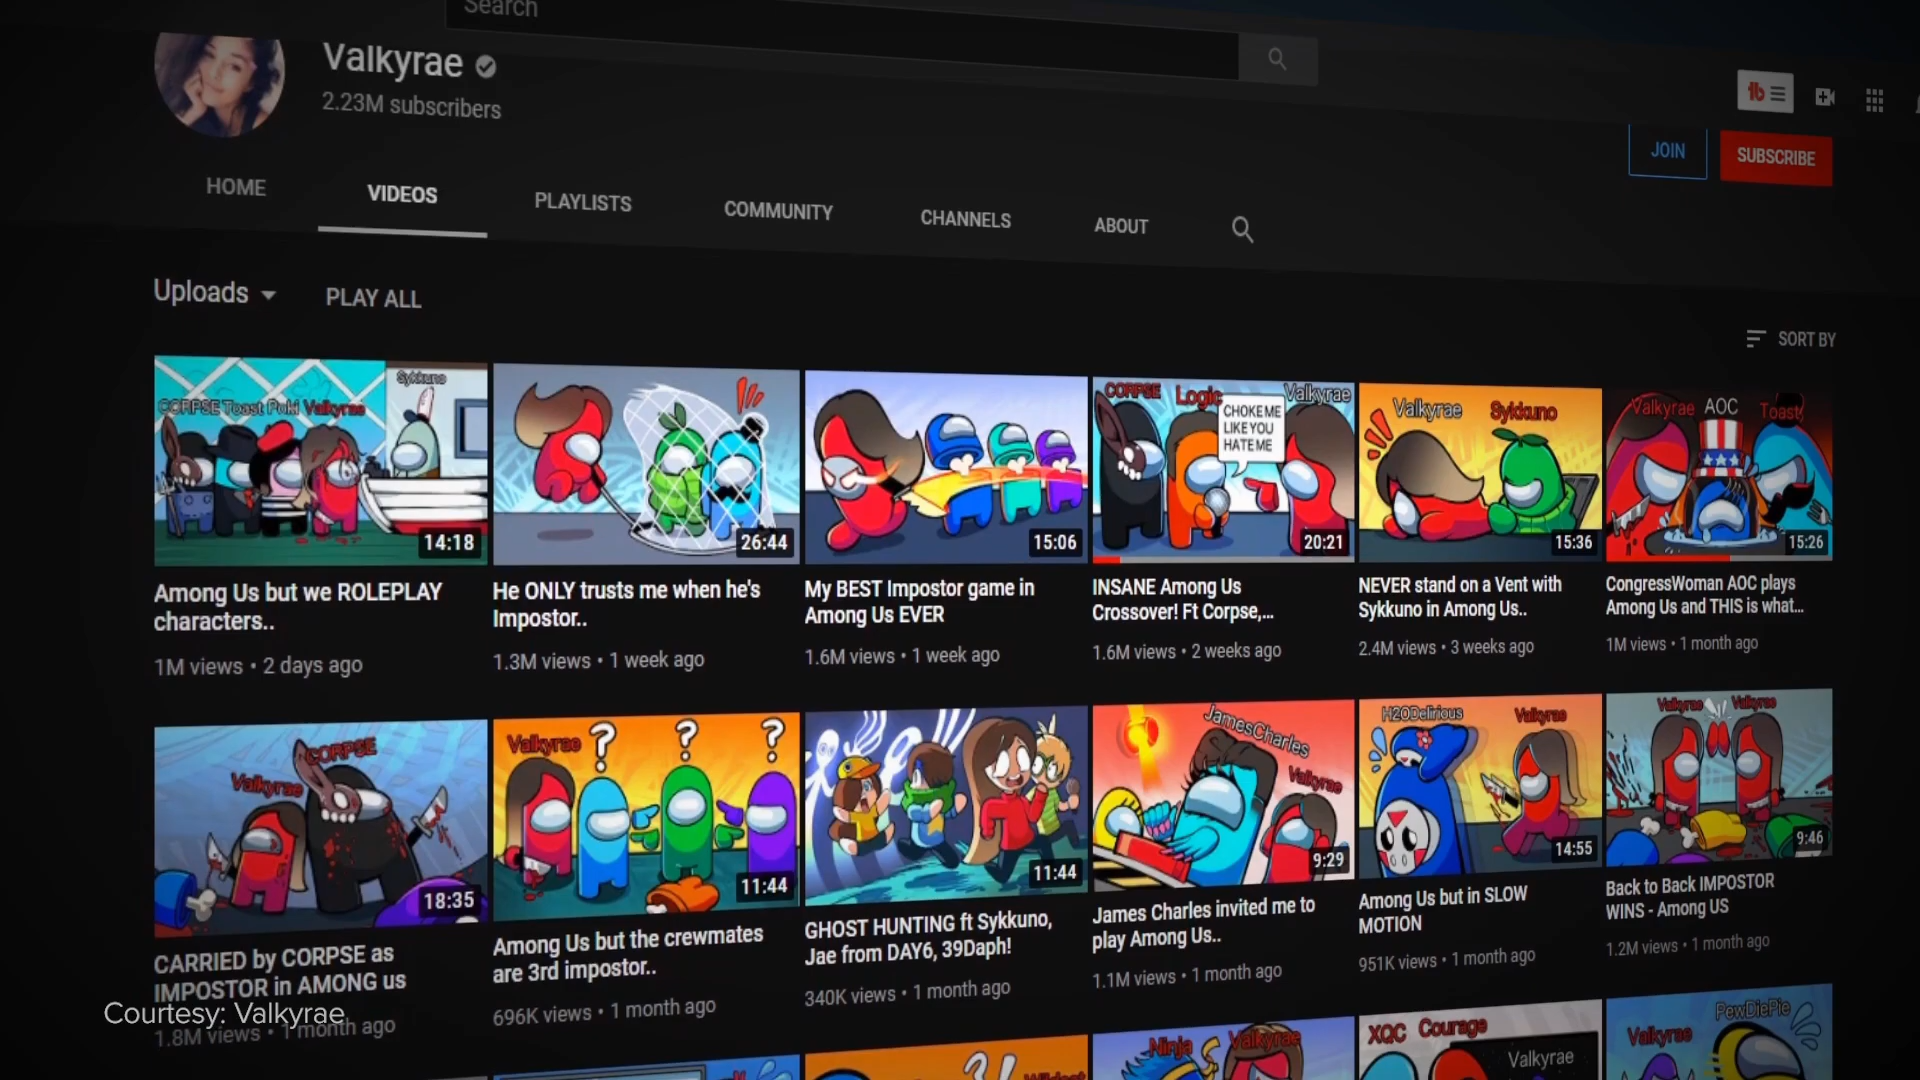 Search
Valkyrae
2.23M subscribers
JOIN
SUBSCRIBE
HOME
VIDEOS
PLAYLISTS
COMMUNITY
CHANNELS
ABOUT
Uploads
PLAY ALL
SORT BY
Sykkuno
CORPSE Toast Poki Valkyrae
14:18
26:44
15:06
CORPSE Logic Valkyrae
CHOKE ME
LIKE YOU
HATE ME
20:21
Valkyrae Sykkuno
15:36
Valkyrae AOC Toast
15:26
Among Us but we ROLEPLAY
characters..
1M views • 2 days ago
He ONLY trusts me when he's
Impostor..
1.3M views • 1 week ago
My BEST Impostor game in
Among Us EVER
1.6M views • 1 week ago
INSANE Among Us
Crossover! Ft Corpse,...
1.6M views • 2 weeks ago
NEVER stand on a Vent with
Sykkuno in Among Us..
2.4M views • 3 weeks ago
CongressWoman AOC plays
Among Us and THIS is what...
1M views • 1 month ago
CORPSE
Valkyrae
18:35
Valkyrae ? ? ?
11:44
11:44
JamesCharles
Valkyrae
9:29
H2ODelirious Valkyrae
14:55
Valkyrae Valkyrae
9:46
CARRIED by CORPSE as
IMPOSTOR in AMONG us
1.8M views • 1 month ago
Among Us but the crewmates
are 3rd impostor..
696K views • 1 month ago
GHOST HUNTING ft Sykkuno,
Jae from DAY6, 39Daph!
340K views • 1 month ago
James Charles invited me to
play Among Us..
1.1M views • 1 month ago
Among Us but in SLOW
MOTION
951K views • 1 month ago
Back to Back IMPOSTOR
WINS - Among US
1.2M views • 1 month ago
Courtesy: Valkyrae
Ninja Valkyrae
XQC Courage
Valkyrae
Valkyrae PewDiePie